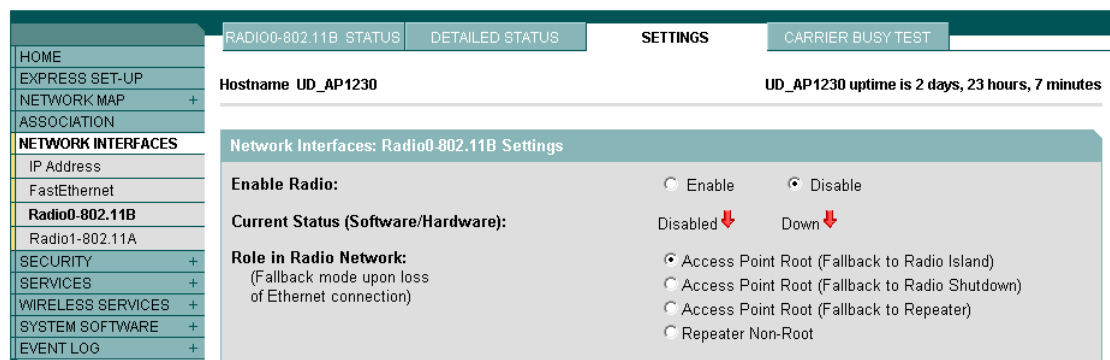 RADIO0-802.11B STATUS
DETAILED STATUS
SETTINGS
CARRIER BUSY TEST
HOME
EXPRESS SET-UP
NETWORK MAP +
ASSOCIATION
NETWORK INTERFACES
IP Address
FastEthernet
Radio0-802.11B
Radio1-802.11A
SECURITY +
SERVICES +
WIRELESS SERVICES +
SYSTEM SOFTWARE +
EVENT LOG +
Hostname UD_AP1230
UD_AP1230 uptime is 2 days, 23 hours, 7 minutes
Network Interfaces: Radio0-802.11B Settings
Enable Radio: Enable Disable
Current Status (Software/Hardware): Disabled Down
Role in Radio Network:
(Fallback mode upon loss
of Ethernet connection)
Access Point Root (Fallback to Radio Island)
Access Point Root (Fallback to Radio Shutdown)
Access Point Root (Fallback to Repeater)
Repeater Non-Root